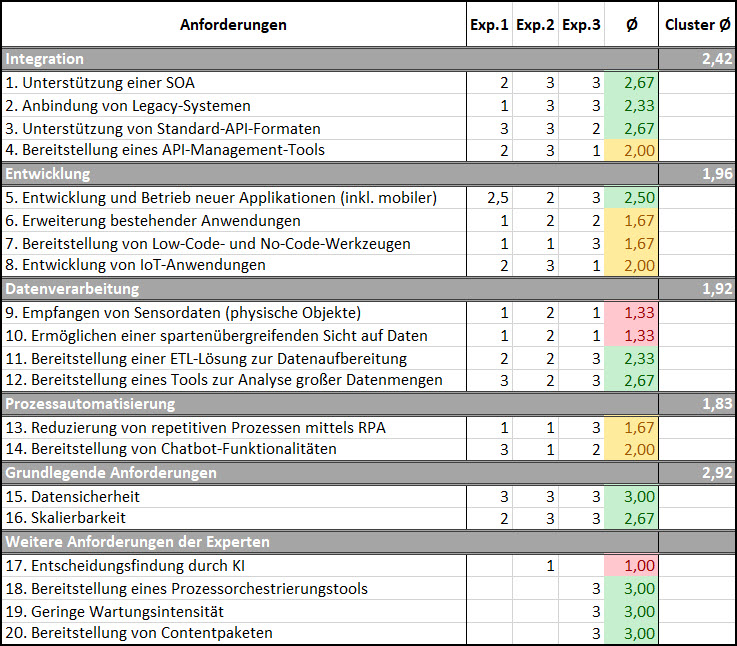 Anforderungen Exp.1 Exp.2 Exp.3 Ø Cluster Ø
Integration 2,42
1. Unterstützung einer SOA 2 3 3 2,67
2. Anbindung von Legacy-Systemen 1 3 3 2,33
3. Unterstützung von Standard-API-Formaten 3 3 2 2,67
4. Bereitstellung eines API-Management-Tools 2 3 1 2,00
Entwicklung 1,96
5. Entwicklung und Betrieb neuer Applikationen (inkl. mobiler) 2,5 2 3 2,50
6. Erweiterung bestehender Anwendungen 1 2 2 1,67
7. Bereitstellung von Low-Code- und No-Code-Werkzeugen 1 1 3 1,67
8. Entwicklung von IoT-Anwendungen 2 3 1 2,00
Datenverarbeitung 1,92
9. Empfangen von Sensordaten (physische Objekte) 1 2 1 1,33
10. Ermöglichen einer spartenübergreifenden Sicht auf Daten 1 2 1 1,33
11. Bereitstellung einer ETL-Lösung zur Datenaufbereitung 2 2 3 2,33
12. Bereitstellung eines Tools zur Analyse großer Datenmengen 3 2 3 2,67
Prozessautomatisierung 1,83
13. Reduzierung von repetitiven Prozessen mittels RPA 1 1 3 1,67
14. Bereitstellung von Chatbot-Funktionalitäten 3 1 2 2,00
Grundlegende Anforderungen 2,92
15. Datensicherheit 3 3 3 3,00
16. Skalierbarkeit 2 3 3 2,67
Weitere Anforderungen der Experten
17. Entscheidungsfindung durch KI 1 1,00
18. Bereitstellung eines Prozessorchestrierungstools 3 3,00
19. Geringe Wartungsintensität 3 3,00
20. Bereitstellung von Contentpaketen 3 3,00